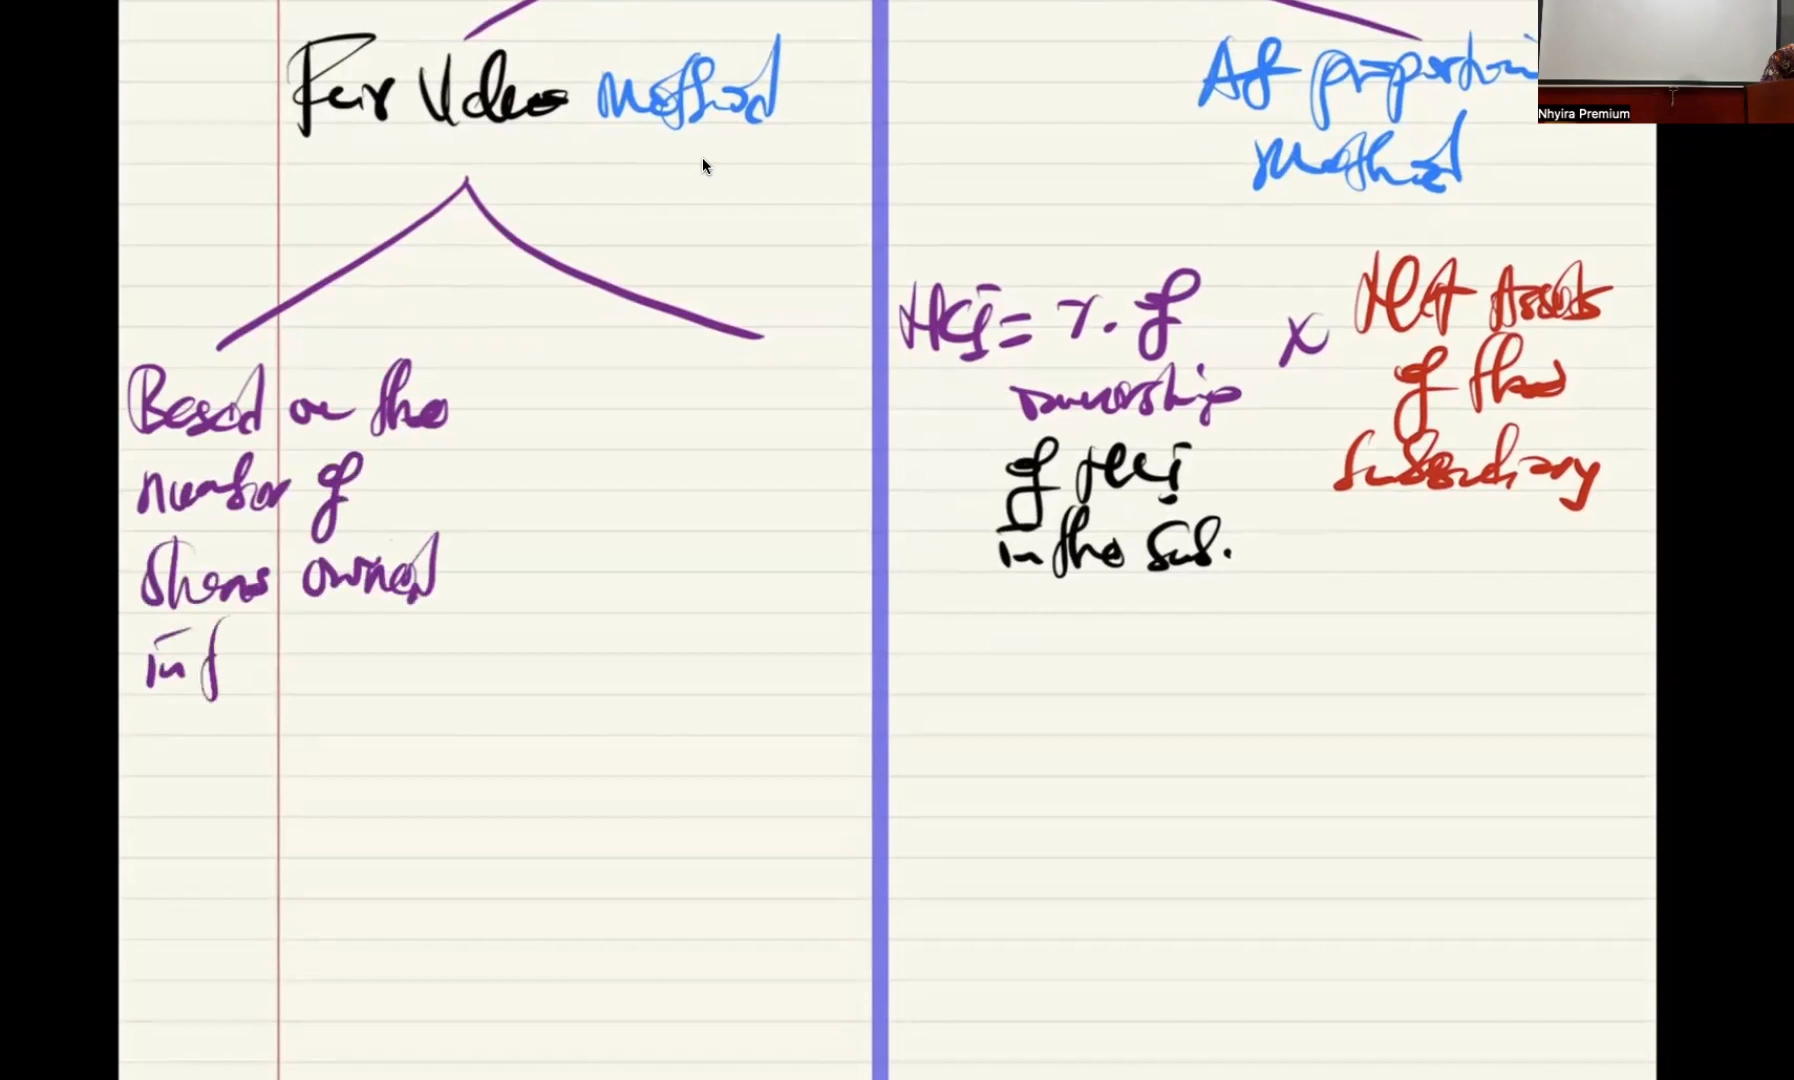 Fair Value Method
Based on the
number of
Shares owned
in
At proportion
Method
NCI = % of
ownership
of NCI
in the Sub.
X
Net Assets
of the
Subsidiary
Nhyira Premium